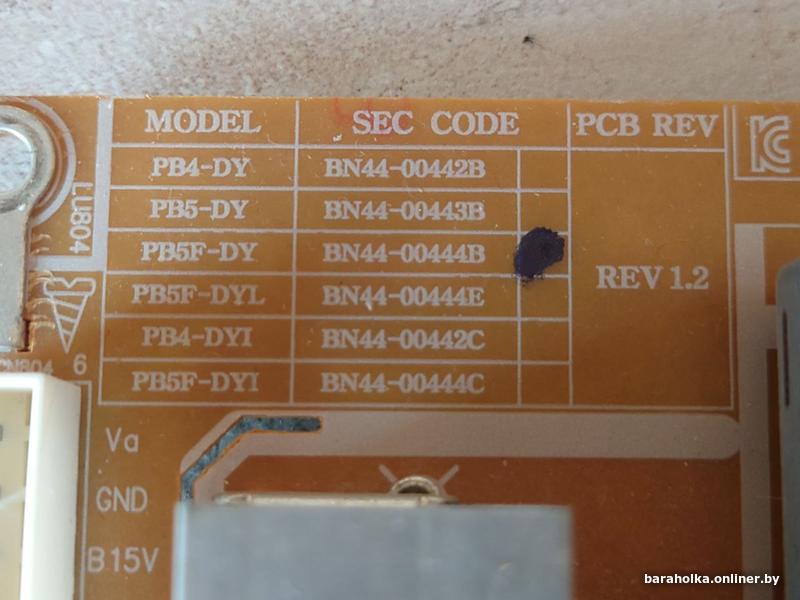 MODEL SEC CODE PCB REV
PB4-DY BN44-00442B
PB5-DY BN44-00443B
PB5F-DY BN44-00444B
REV 1.2
PB5F-DYL BN44-00444E
PB4-DYI BN44-00442C
PB5F-DYI BN44-00444C
LU804
CN804 6
Va
GND
B15V
baraholka.onliner.by